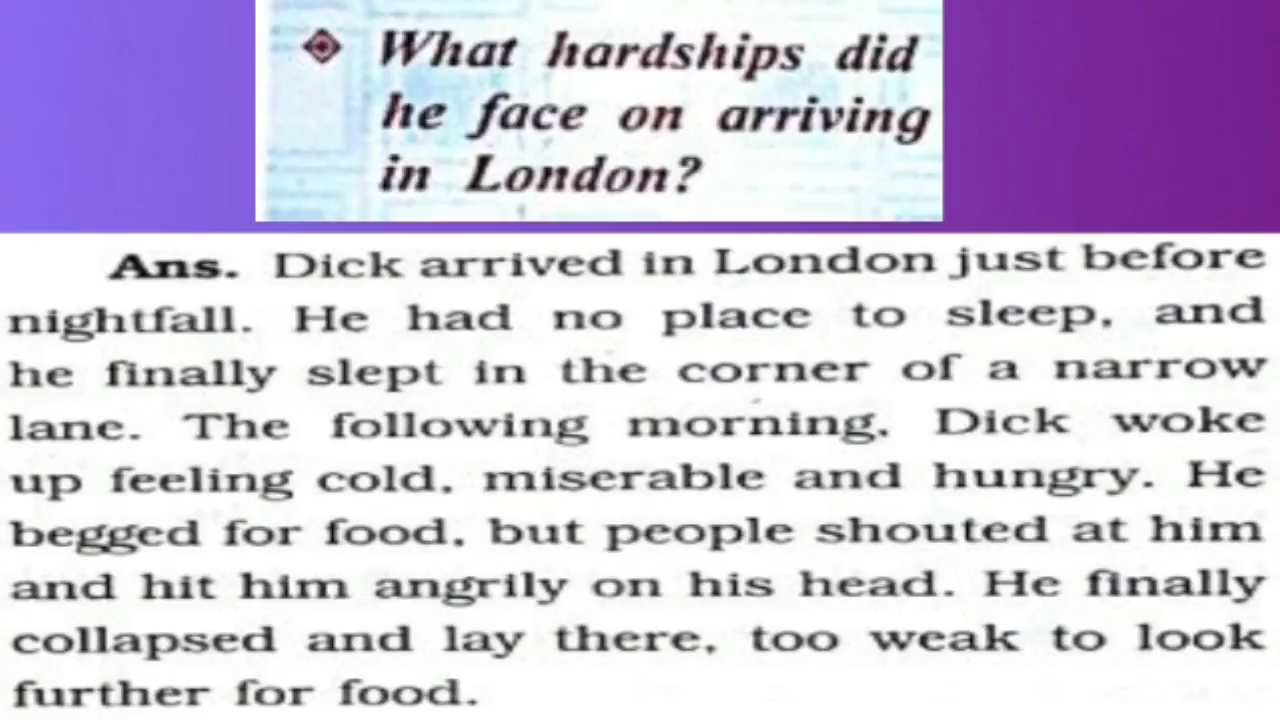 What hardships did
he face on arriving
in London?
Ans. Dick arrived in London just before
nightfall. He had no place to sleep, and
he finally slept in the corner of a narrow
lane. The following morning, Dick woke
up feeling cold, miserable and hungry. He
begged for food, but people shouted at him
and hit him angrily on his head. He finally
collapsed and lay there, too weak to look
further for food.